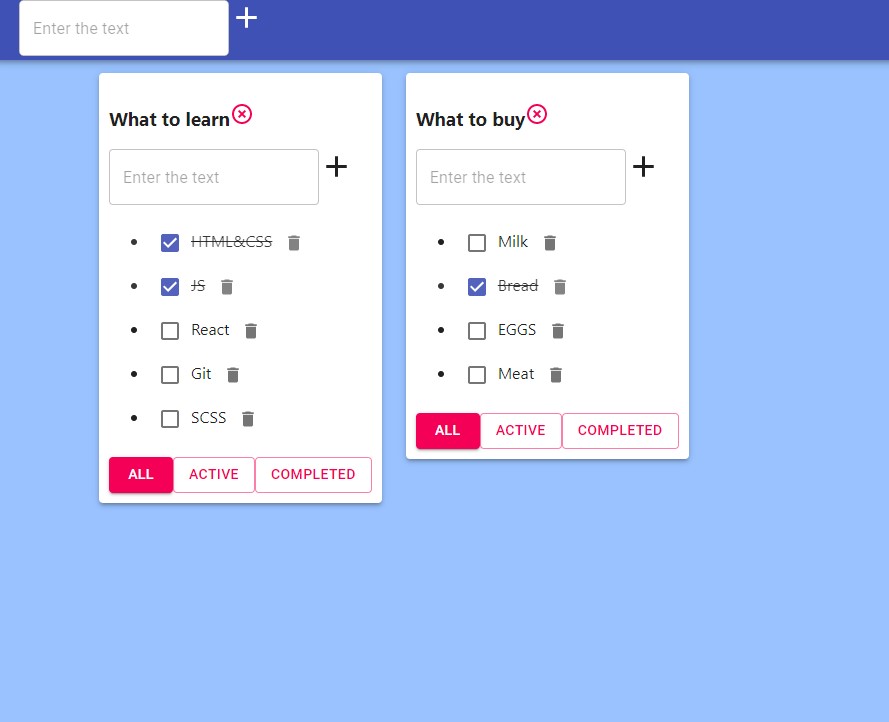 Enter the text
What to learn
Enter the text
HTML&CSS
JS
React
Git
SCSS
ALL ACTIVE COMPLETED
What to buy
Enter the text
Milk
Bread
EGGS
Meat
ALL ACTIVE COMPLETED